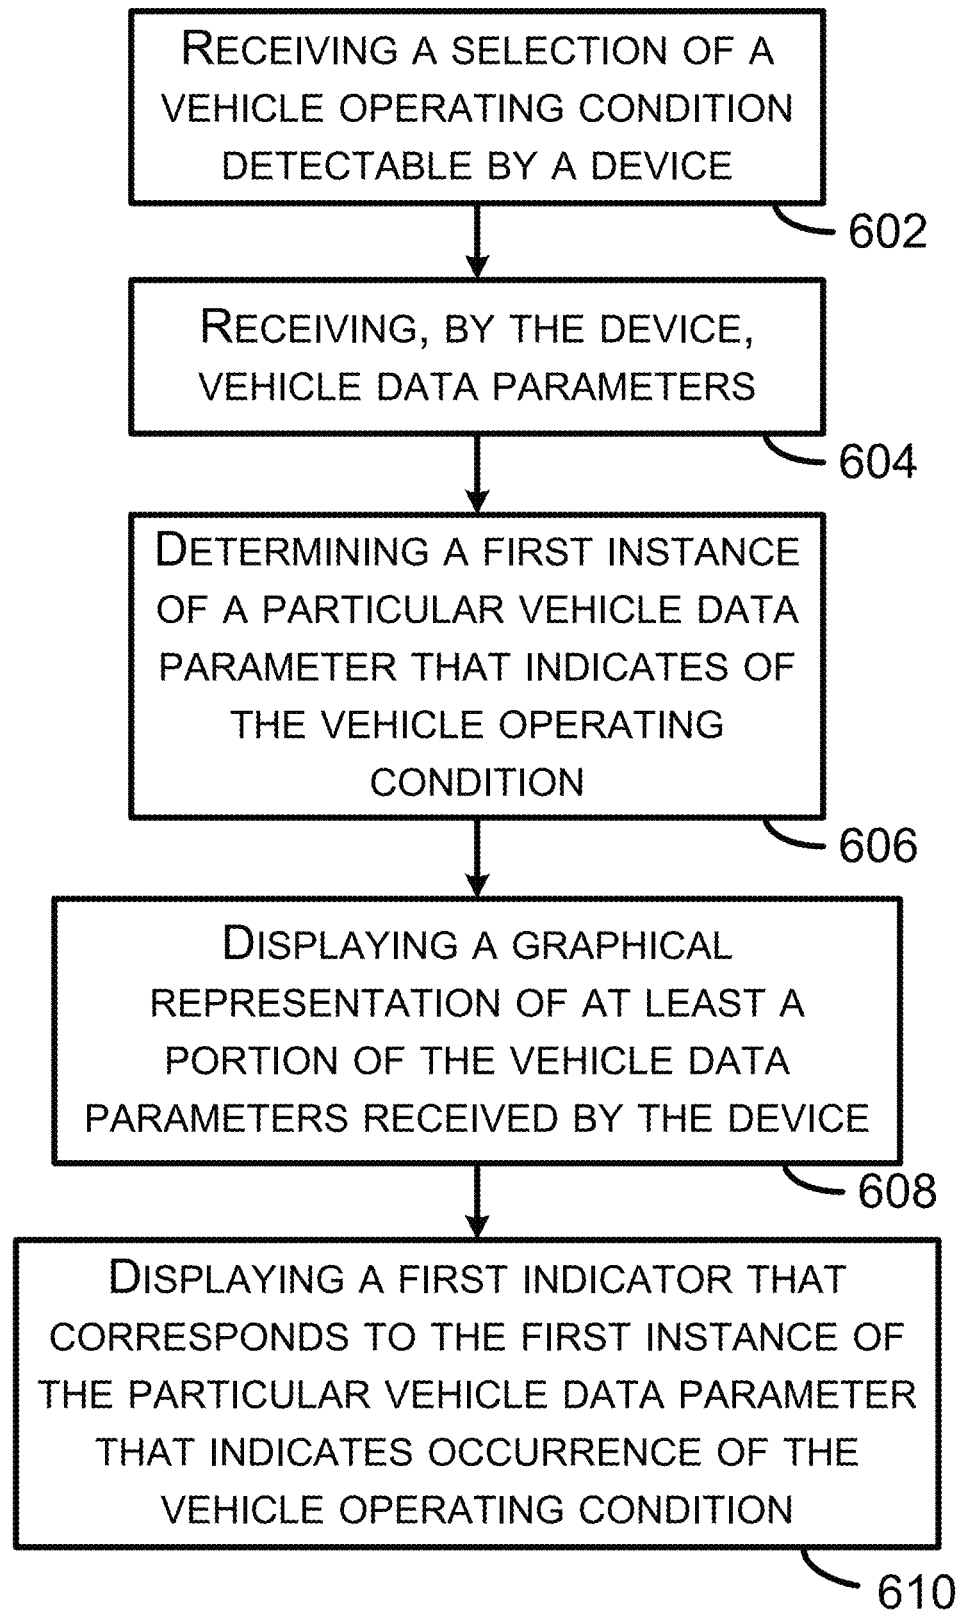 RECEIVING A SELECTION OF A
VEHICLE OPERATING CONDITION
DETECTABLE BY A DEVICE
602
RECEIVING, BY THE DEVICE,
VEHICLE DATA PARAMETERS
604
DETERMINING A FIRST INSTANCE
OF A PARTICULAR VEHICLE DATA
PARAMETER THAT INDICATES OF
THE VEHICLE OPERATING
CONDITION
606
DISPLAYING A GRAPHICAL
REPRESENTATION OF AT LEAST A
PORTION OF THE VEHICLE DATA
PARAMETERS RECEIVED BY THE DEVICE
608
DISPLAYING A FIRST INDICATOR THAT
CORRESPONDS TO THE FIRST INSTANCE OF
THE PARTICULAR VEHICLE DATA PARAMETER
THAT INDICATES OCCURRENCE OF THE
VEHICLE OPERATING CONDITION
610